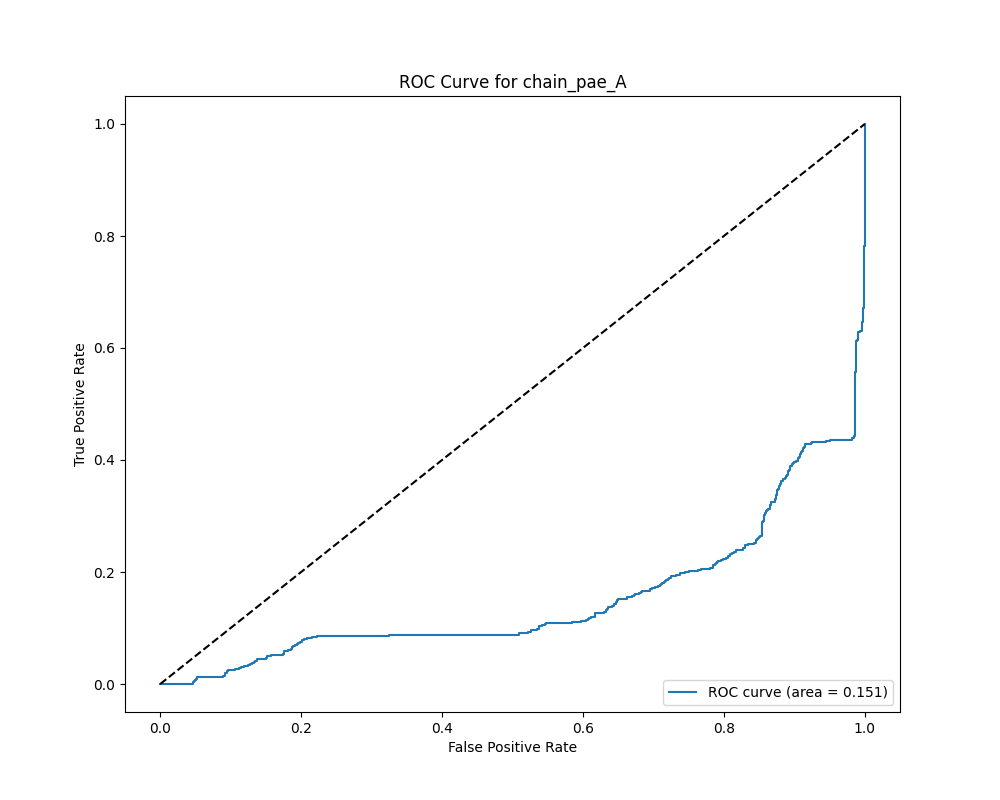 ROC Curve for chain_pae_A
True Positive Rate
1.0
0.8
0.6
0.4
0.2
0.0
ROC curve (area = 0.151)
0.0 0.2 0.4 0.6 0.8 1.0
False Positive Rate